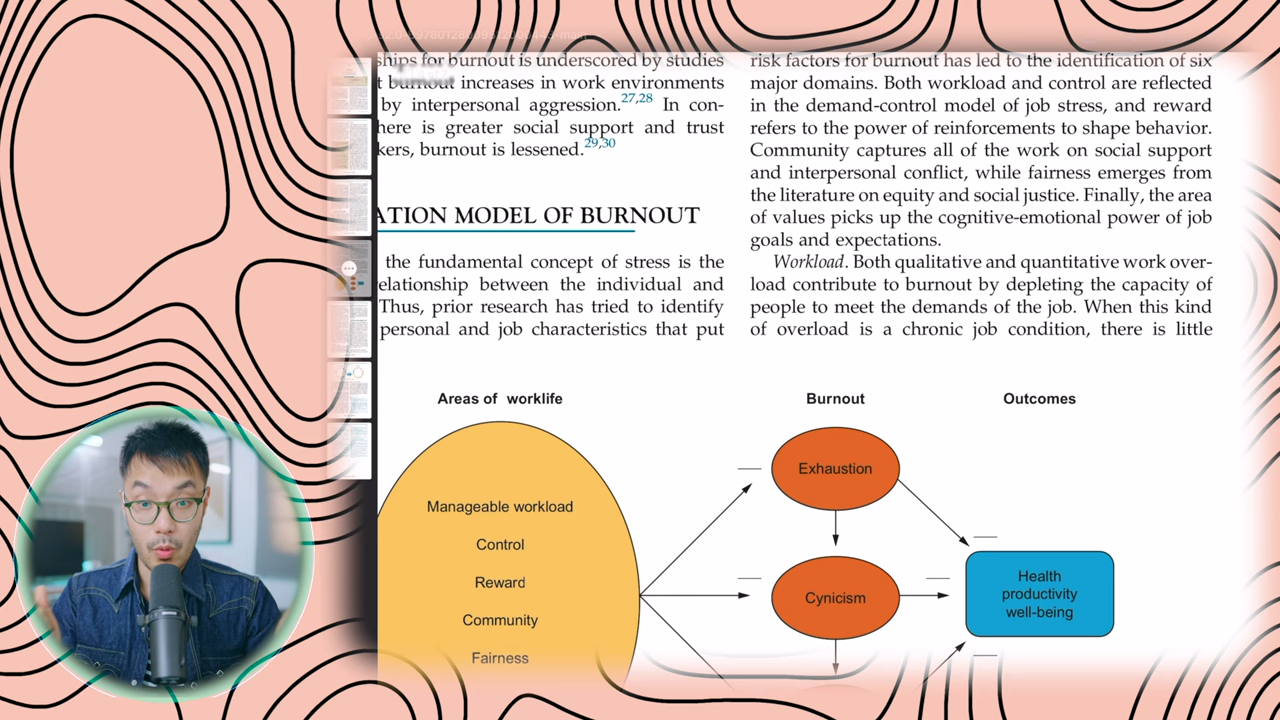 ships for burnout is underscored by studies
t burnout increases in work environments
by interpersonal aggression.27,28 In con-
here is greater social support and trust
kers, burnout is lessened.29,30
ATION MODEL OF BURNOUT
the fundamental concept of stress is the
elationship between the individual and
Thus, prior research has tried to identify
personal and job characteristics that put
risk factors for burnout has led to the identification of six
major domains. Both workload and control are reflected
in the demand-control model of job stress, and reward
refers to the power of reinforcements to shape behavior.
Community captures all of the work on social support
and interpersonal conflict, while fairness emerges from
the literature on equity and social justice. Finally, the area
of values picks up the cognitive-emotional power of job
goals and expectations.
Workload. Both qualitative and quantitative work over-
load contribute to burnout by depleting the capacity of
people to meet the demands of the job. When this kind
of overload is a chronic job condition, there is little
Areas of worklife
Burnout
Outcomes
Manageable workload
Control
Reward
Community
Fairness
Exhaustion
Cynicism
Health
productivity
well-being